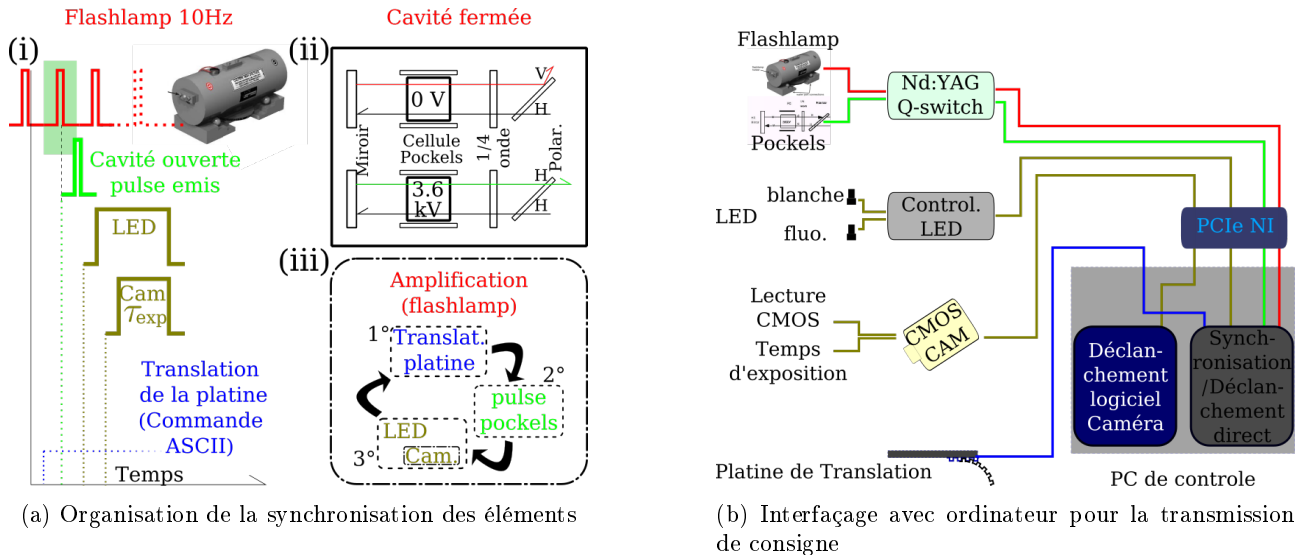 Flashlamp 10Hz
(i)
Cavité ouverte
pulse emis
LED
Cam.
τexp
Translation
de la platine
(Commande
ASCII)
Temps
Cavité fermée
(ii)
V
0 V
H
Miroir
Cellule
Pockels
1/4
onde
Polar.
H
3.6
kV
H
(iii)
Amplification
(flashlamp)
1°
Translat.
platine
2°
pulse
pockels
LED
3°
Cam.
(a) Organisation de la synchronisation des éléments
Flashlamp
Nd:YAG
Q-switch
Pockels
blanche
LED
fluo.
Control.
LED
PCIe NI
Lecture
CMOS
Temps
d'exposition
CMOS
CAM
Déclan-
chement
logiciel
Caméra
Synch-
ronisation
/Déclan-
chement
direct
Platine de Translation
PC de controle
(b) Interfaçage avec ordinateur pour la transmission
de consigne